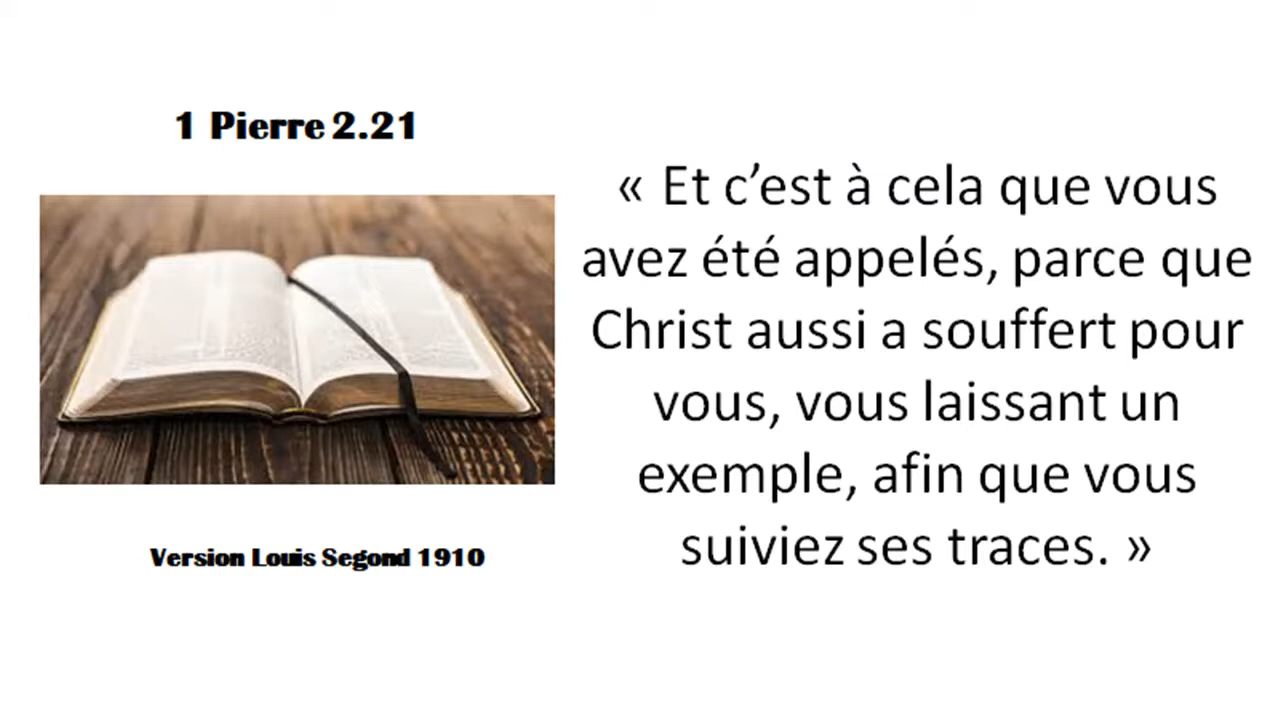 1 Pierre 2.21
« Et c’est à cela que vous
avez été appelés, parce que
Christ aussi a souffert pour
vous, vous laissant un
exemple, afin que vous
suiviez ses traces. »
Version Louis Segond 1910